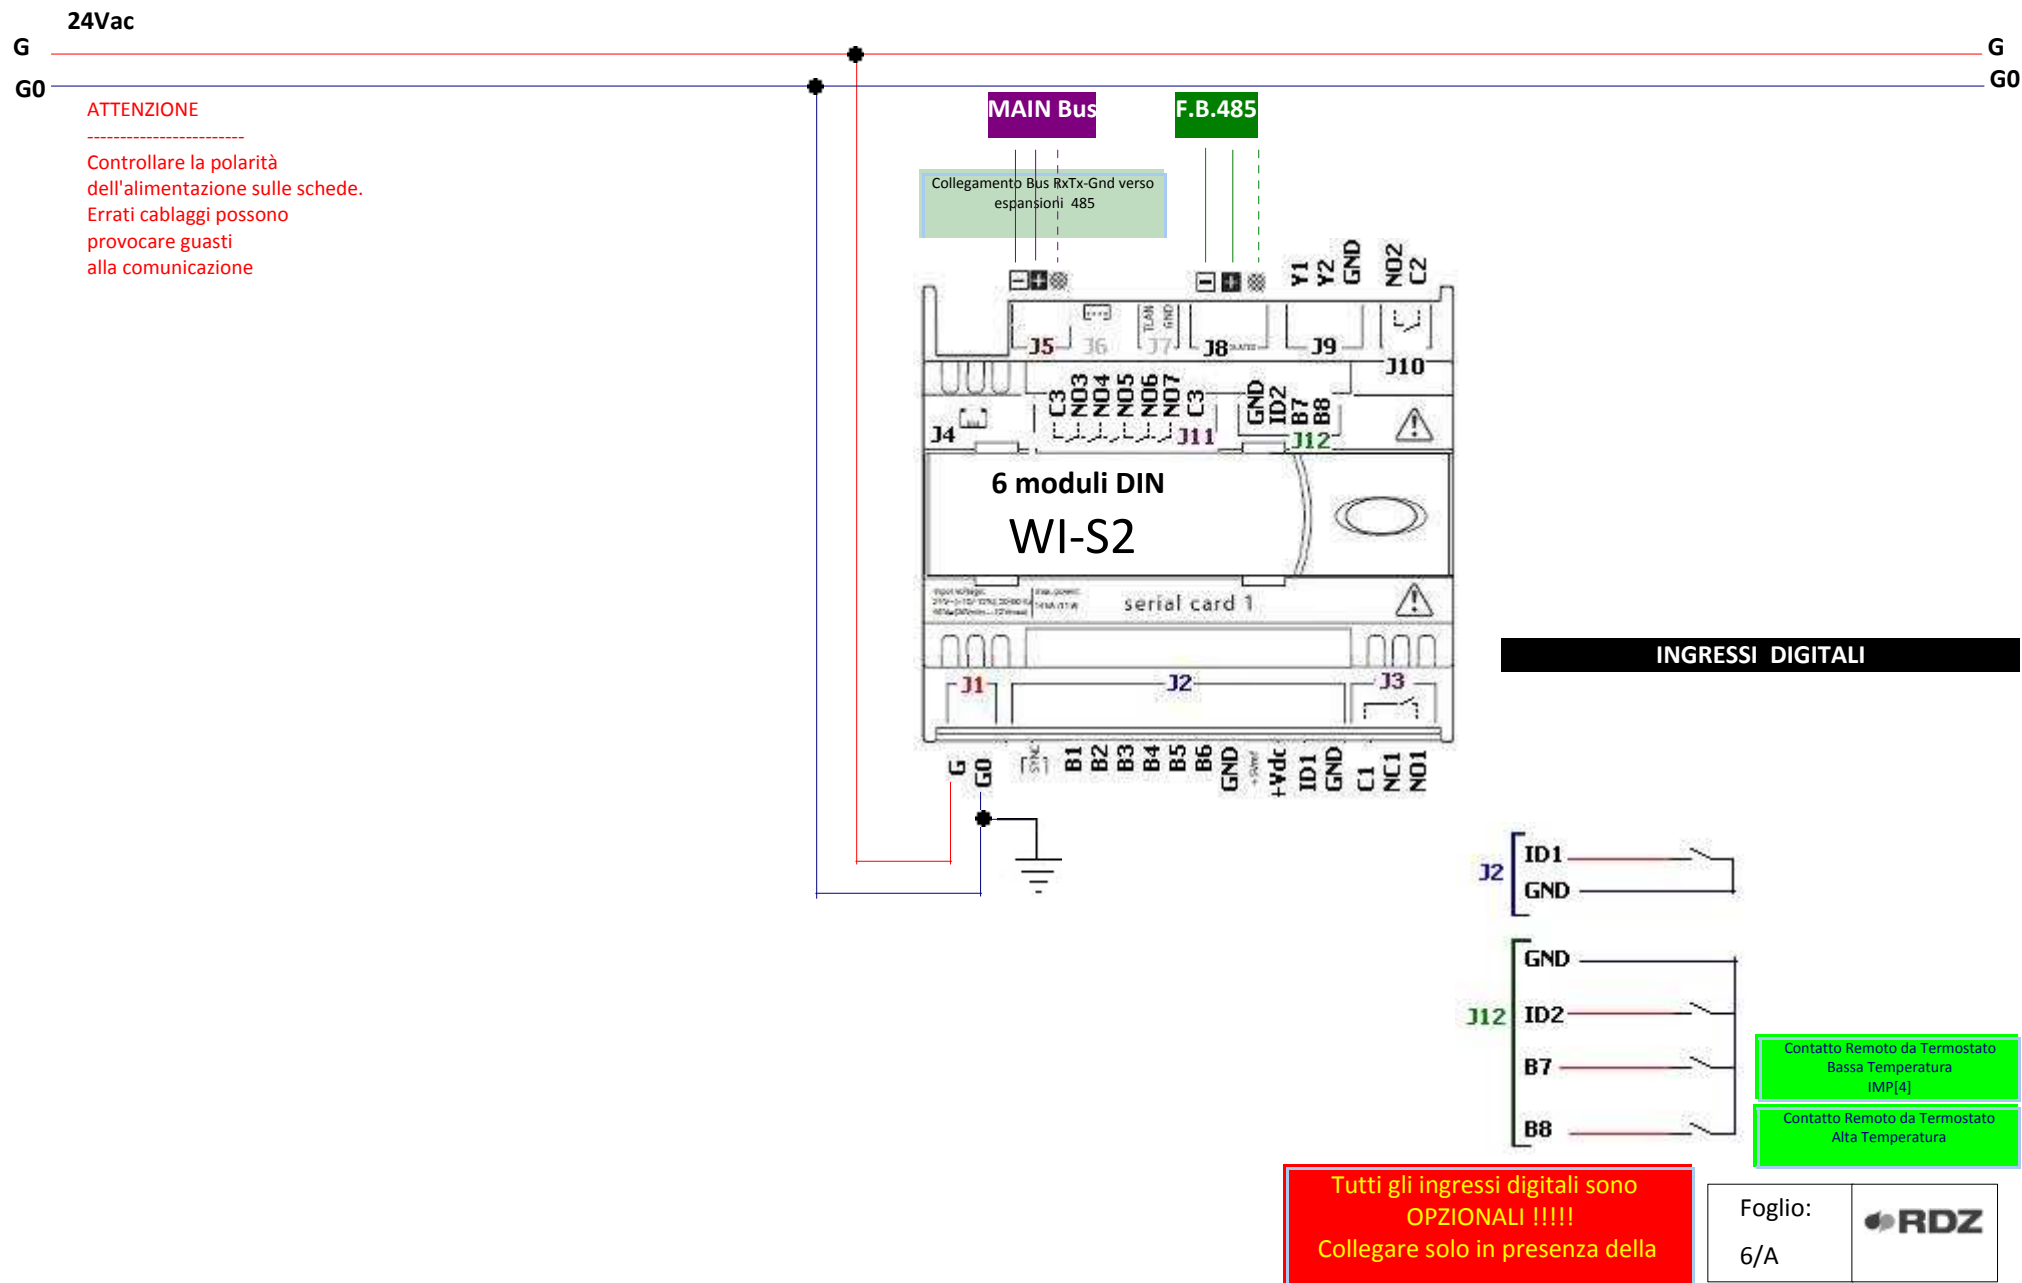 24Vac
G
G
G0
G0
ATTENZIONE
------------------------
Controllare la polarità
dell'alimentazione sulle schede.
Errati cablaggi possono
provocare guasti
alla comunicazione
MAIN Bus
F.B.485
Collegamento Bus RxTx-Gnd verso
espansioni 485
Y1
Y2
GND
NO2
C2
TLAN
GND
J5
J6
J7
J8
J9
J10
C3
NO3
NO4
NO5
NO6
NO7
C3
GND
ID2
B7
B8
J4
J11
J12
6 moduli DIN
WI-S2
serial card 1
INGRESSI DIGITALI
J1
J2
J3
G
G0
SYNC
B1
B2
B3
B4
B5
B6
GND
+5Vref
+Vdc
ID1
GND
C1
NC1
NO1
J2
ID1
GND
J12
GND
ID2
B7
B8
Contatto Remoto da Termostato
Bassa Temperatura
IMP[4]
Contatto Remoto da Termostato
Alta Temperatura
Tutti gli ingressi digitali sono
OPZIONALI !!!!!
Collegare solo in presenza della
Foglio:
6/A
RDZ